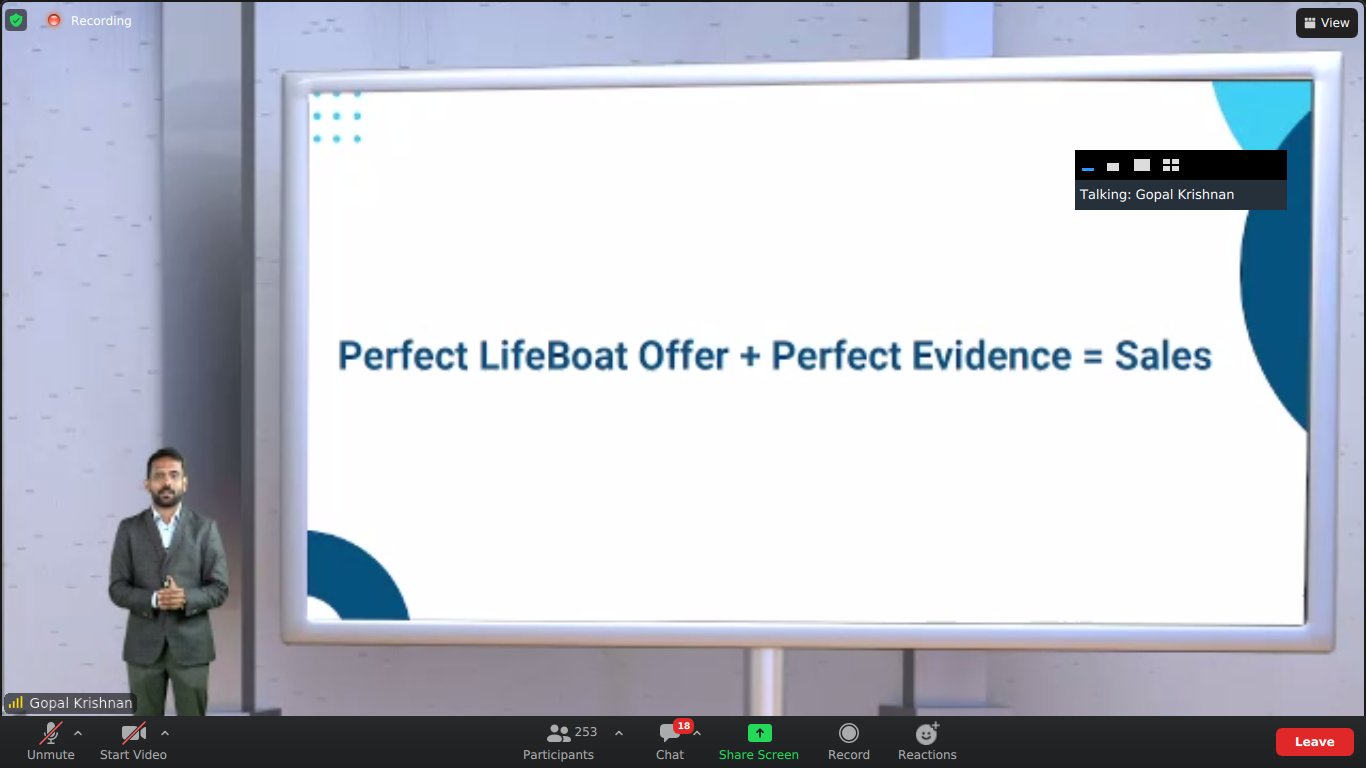 Recording
View
Talking: Gopal Krishnan
Perfect LifeBoat Offer + Perfect Evidence = Sales
Gopal Krishnan
Unmute
Start Video
253
Participants
18
Chat
Share Screen
Record
Reactions
Leave